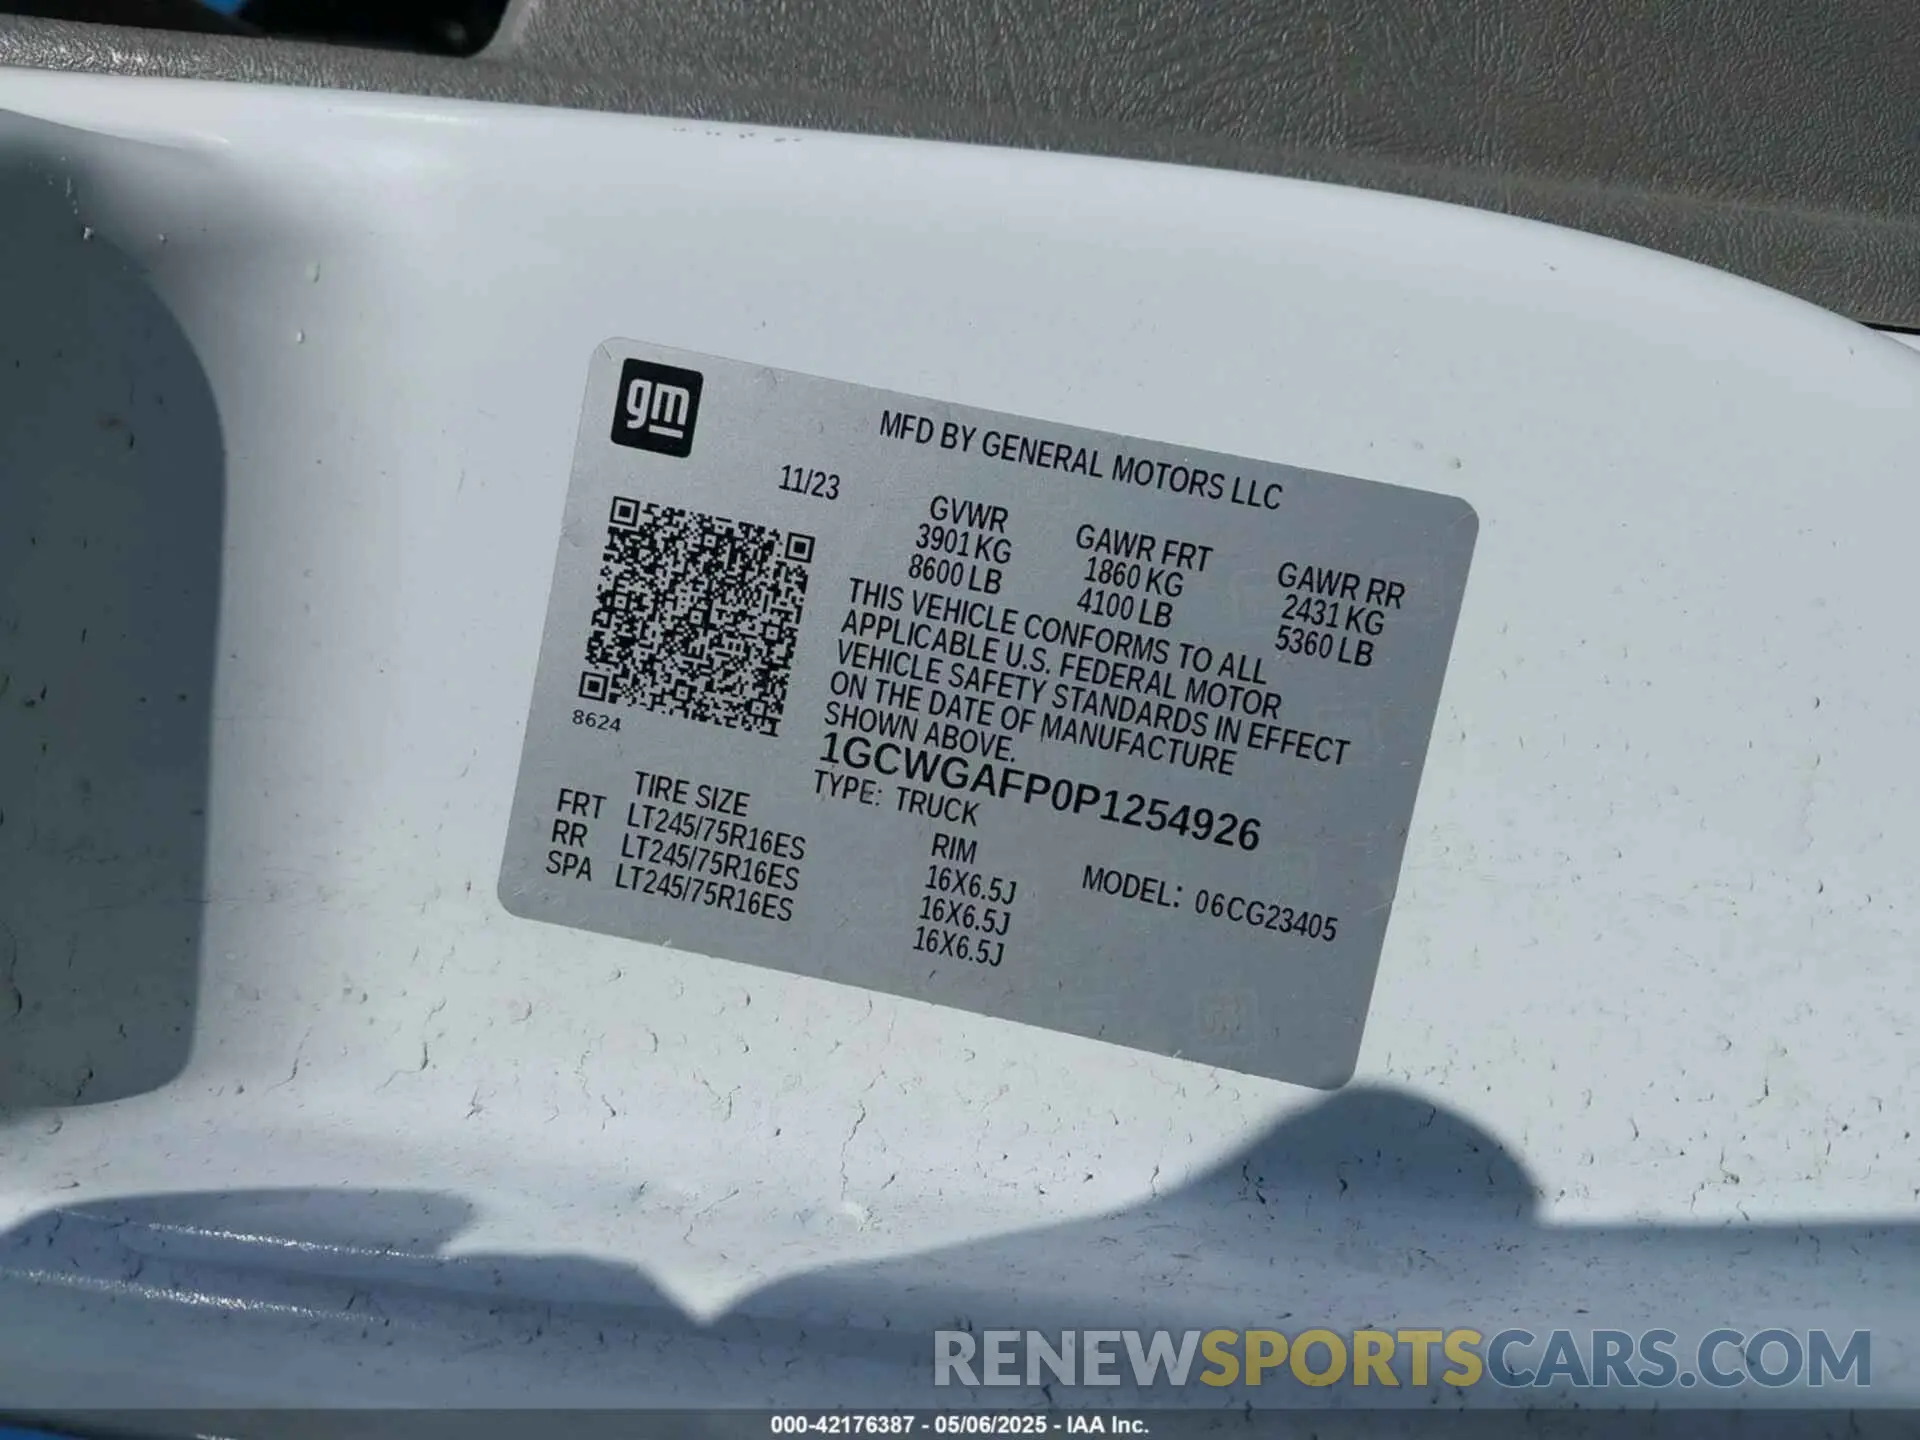 gm
MFD BY GENERAL MOTORS LLC
11/23
GVWR GAWR FRT GAWR RR
3901 KG 1860 KG 2431 KG
8600 LB 4100 LB 5360 LB
THIS VEHICLE CONFORMS TO ALL
APPLICABLE U.S. FEDERAL MOTOR
VEHICLE SAFETY STANDARDS IN EFFECT
ON THE DATE OF MANUFACTURE
SHOWN ABOVE.
8624
1GCWGAFP0P1254926
TYPE: TRUCK
TIRE SIZE RIM
FRT LT245/75R16ES 16X6.5J
RR LT245/75R16ES 16X6.5J
SPA LT245/75R16ES 16X6.5J
MODEL: 06CG23405
RENEWSPORTSCARS.COM
000-42176387 - 05/06/2025 - IAA Inc.